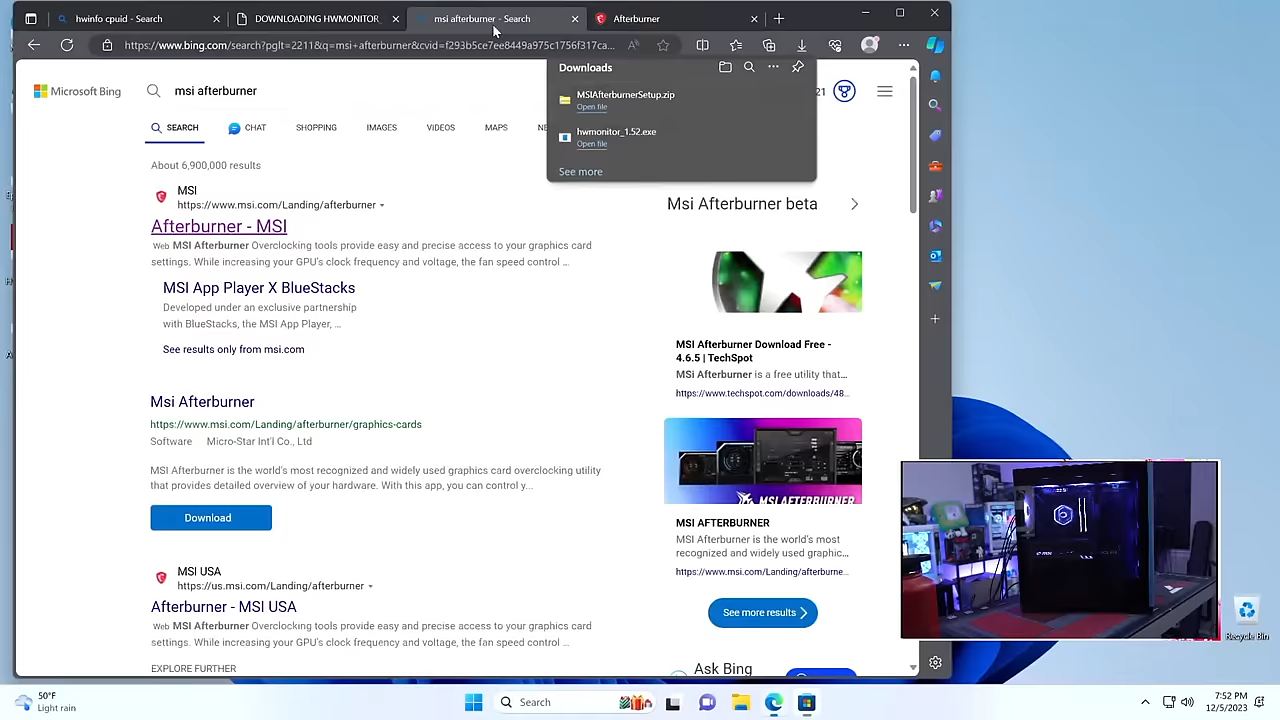 hwinfo cpuid - Search
DOWNLOADING HWMONITOR
msi afterburner - Search
Afterburner
https://www.bing.com/search?pglt=2211&q=msi+afterburner&cvid=f293b5ce7ee8449a975c1756f317ca...
Microsoft Bing
msi afterburner
21
SEARCH
CHAT
SHOPPING
IMAGES
VIDEOS
MAPS
NE
Downloads
MSIAfterburnerSetup.zip
Open file
hwmonitor_1.52.exe
Open file
See more
About 6,900,000 results
MSI
https://www.msi.com/Landing/afterburner
Afterburner - MSI
Web MSI Afterburner Overclocking tools provide easy and precise access to your graphics card
settings. While increasing your GPU's clock frequency and voltage, the fan speed control ...
MSI App Player X BlueStacks
Developed under an exclusive partnership
with BlueStacks, the MSI App Player, ...
See results only from msi.com
Msi Afterburner
https://www.msi.com/Landing/afterburner/graphics-cards
Software Micro-Star Int'l Co., Ltd
MSI Afterburner is the world's most recognized and widely used graphics card overclocking utility
that provides detailed overview of your hardware. With this app, you can control y...
Download
MSI USA
https://us.msi.com/Landing/afterburner
Afterburner - MSI USA
Web MSI Afterburner Overclocking tools provide easy and precise access to your graphics card
settings. While increasing your GPU's clock frequency and voltage, the fan speed control ...
EXPLORE FURTHER
Msi Afterburner beta
MSI Afterburner Download Free -
4.6.5 | TechSpot
MSi Afterburner is a free utility that...
https://www.techspot.com/downloads/48...
MSI AFTERBURNER
MSI AFTERBURNER
MSI Afterburner is the world's most
recognized and widely used graphic...
https://www.msi.com/Landing/afterburne...
See more results
Ask Bing
Recycle Bin
50°F
Light rain
Search
7:52 PM
12/5/2023